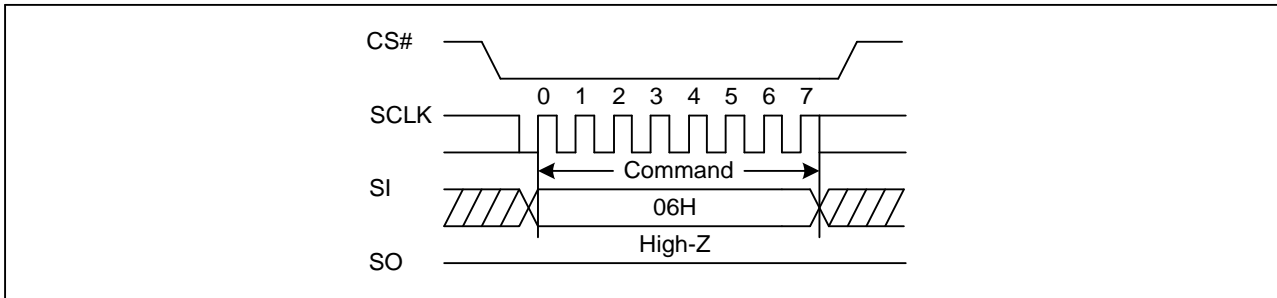 CS#
0 1 2 3 4 5 6 7
SCLK
Command
SI
06H
High-Z
SO